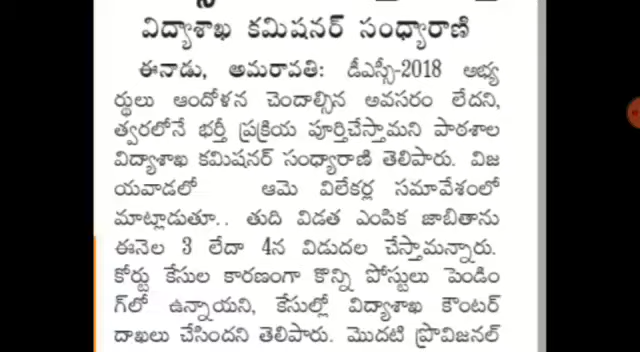 విద్యాశాఖ కమిషనర్ సంధ్యారాణి
ఈనాడు, అమరావతి: డీఎస్సీ-2018 అభ్య
ర్థులు ఆందోళన చెందాల్సిన అవసరం లేదని,
త్వరలోనే భర్తీ ప్రక్రియ పూర్తిచేస్తామని పాఠశాల
విద్యాశాఖ కమిషనర్ సంధ్యారాణి తెలిపారు. విజ
యవాడలో ఆమె విలేకర్ల సమావేశంలో
మాట్లాడుతూ.. తుది విడత ఎంపిక జాబితాను
ఈనెల 3 లేదా 4న విడుదల చేస్తామన్నారు.
కోర్టు కేసుల కారణంగా కొన్ని పోస్టులు పెండిం
గ్‌లో ఉన్నాయని, కేసుల్లో విద్యాశాఖ కౌంటర్
దాఖలు చేసిందని తెలిపారు. మొదటి ప్రొవిజనల్